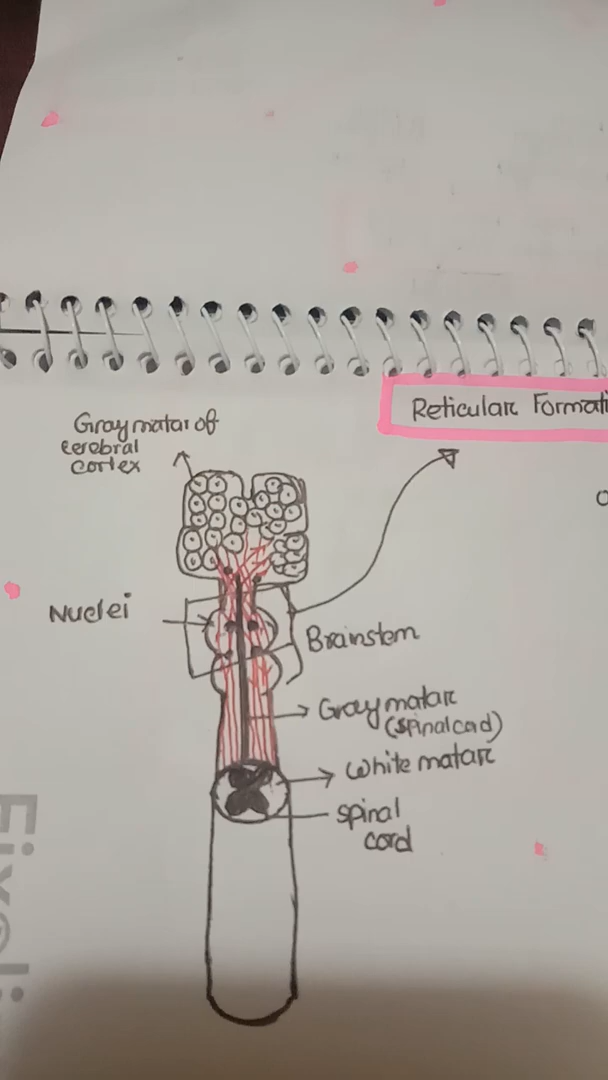 Reticular Formati
Gray matar of
cerebral
cortex
Nuclei
Brainstem
Gray matar
(spinal cord)
white matar
spinal
cord